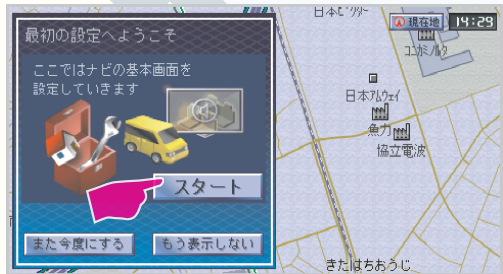 最初の設定へようこそ
ここではナビの基本画面を
設定していきます
スタート
また今度にする
もう表示しない
現在地
14:29
日本アムウェイ
魚力
協立電波
きたはちおうじ